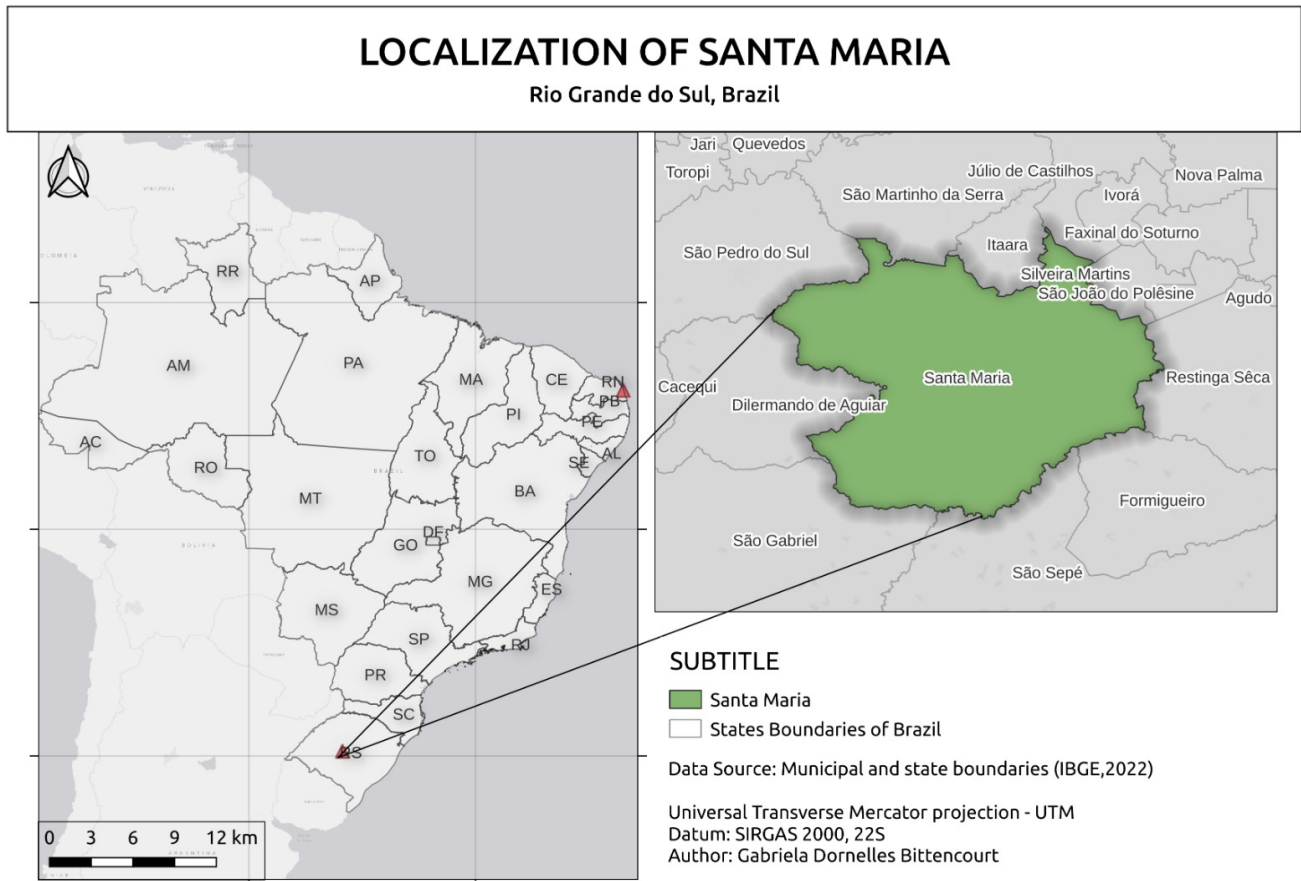 LOCALIZATION OF SANTA MARIA
Rio Grande do Sul, Brazil
RR
AP
AM
PA
MA
CE
RN
PB
PI
PE
AC
TO
AL
RO
SE
BRAZIL
MT
BA
DF
GO
BOLIVIA
MG
ES
MS
SP
RJ
PR
SC
RS
0 3 6 9 12 km
ARGENTINA
CHILE
Jari
Quevedos
Toropi
Júlio de Castilhos
Nova Palma
São Martinho da Serra
Ivorá
São Pedro do Sul
Itaara
Faxinal do Soturno
Silveira Martins
São João do Polêsine
Agudo
Santa Maria
Restinga Sêca
Cacequi
Dilermando de Aguiar
Formigueiro
São Gabriel
São Sepé
SUBTITLE
Santa Maria
States Boundaries of Brazil
Data Source: Municipal and state boundaries (IBGE,2022)
Universal Transverse Mercator projection - UTM
Datum: SIRGAS 2000, 22S
Author: Gabriela Dornelles Bittencourt